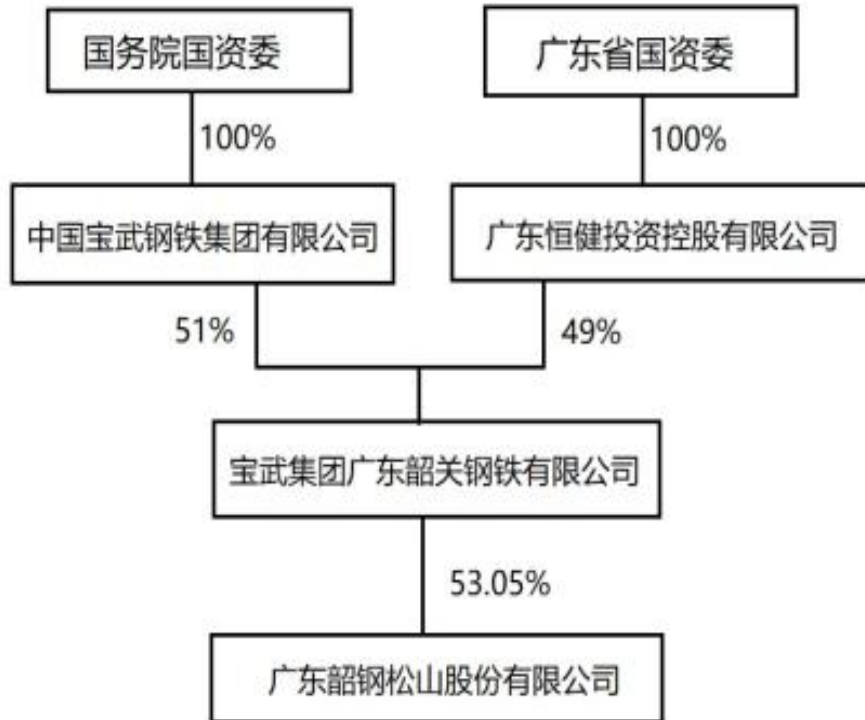 国务院国资委
广东省国资委
100%
100%
中国宝武钢铁集团有限公司
广东恒健投资控股有限公司
51%
49%
宝武集团广东韶关钢铁有限公司
53.05%
广东韶钢松山股份有限公司